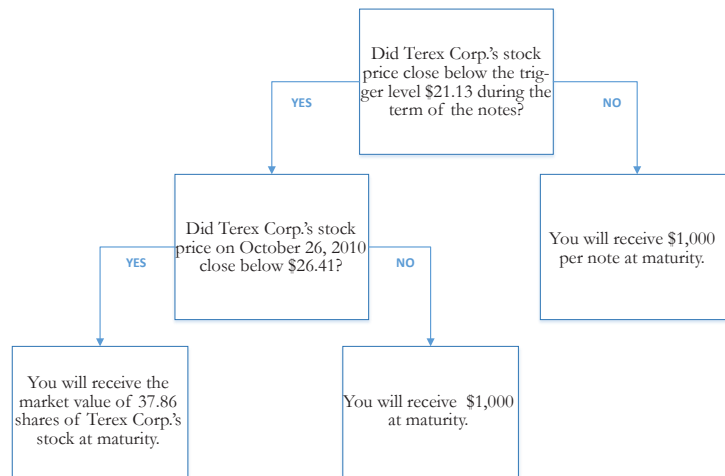 Did Terex Corp.'s stock
price close below the trig-
ger level $21.13 during the
term of the notes?
YES
NO
Did Terex Corp.'s stock
price on October 26, 2010
close below $26.41?
You will receive $1,000
per note at maturity.
YES
NO
You will receive the
market value of 37.86
shares of Terex Corp.'s
stock at maturity.
You will receive $1,000
at maturity.